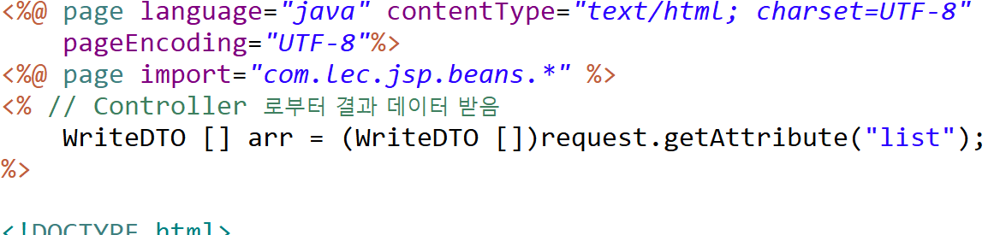 <%@ page language="java" contentType="text/html; charset=UTF-8"
    pageEncoding="UTF-8"%>
<%@ page import="com.lec.jsp.beans.*" %>
<% // Controller 로부터 결과 데이터 받음
    WriteDTO [] arr = (WriteDTO [])request.getAttribute("list");
%>
<!DOCTYPE html>